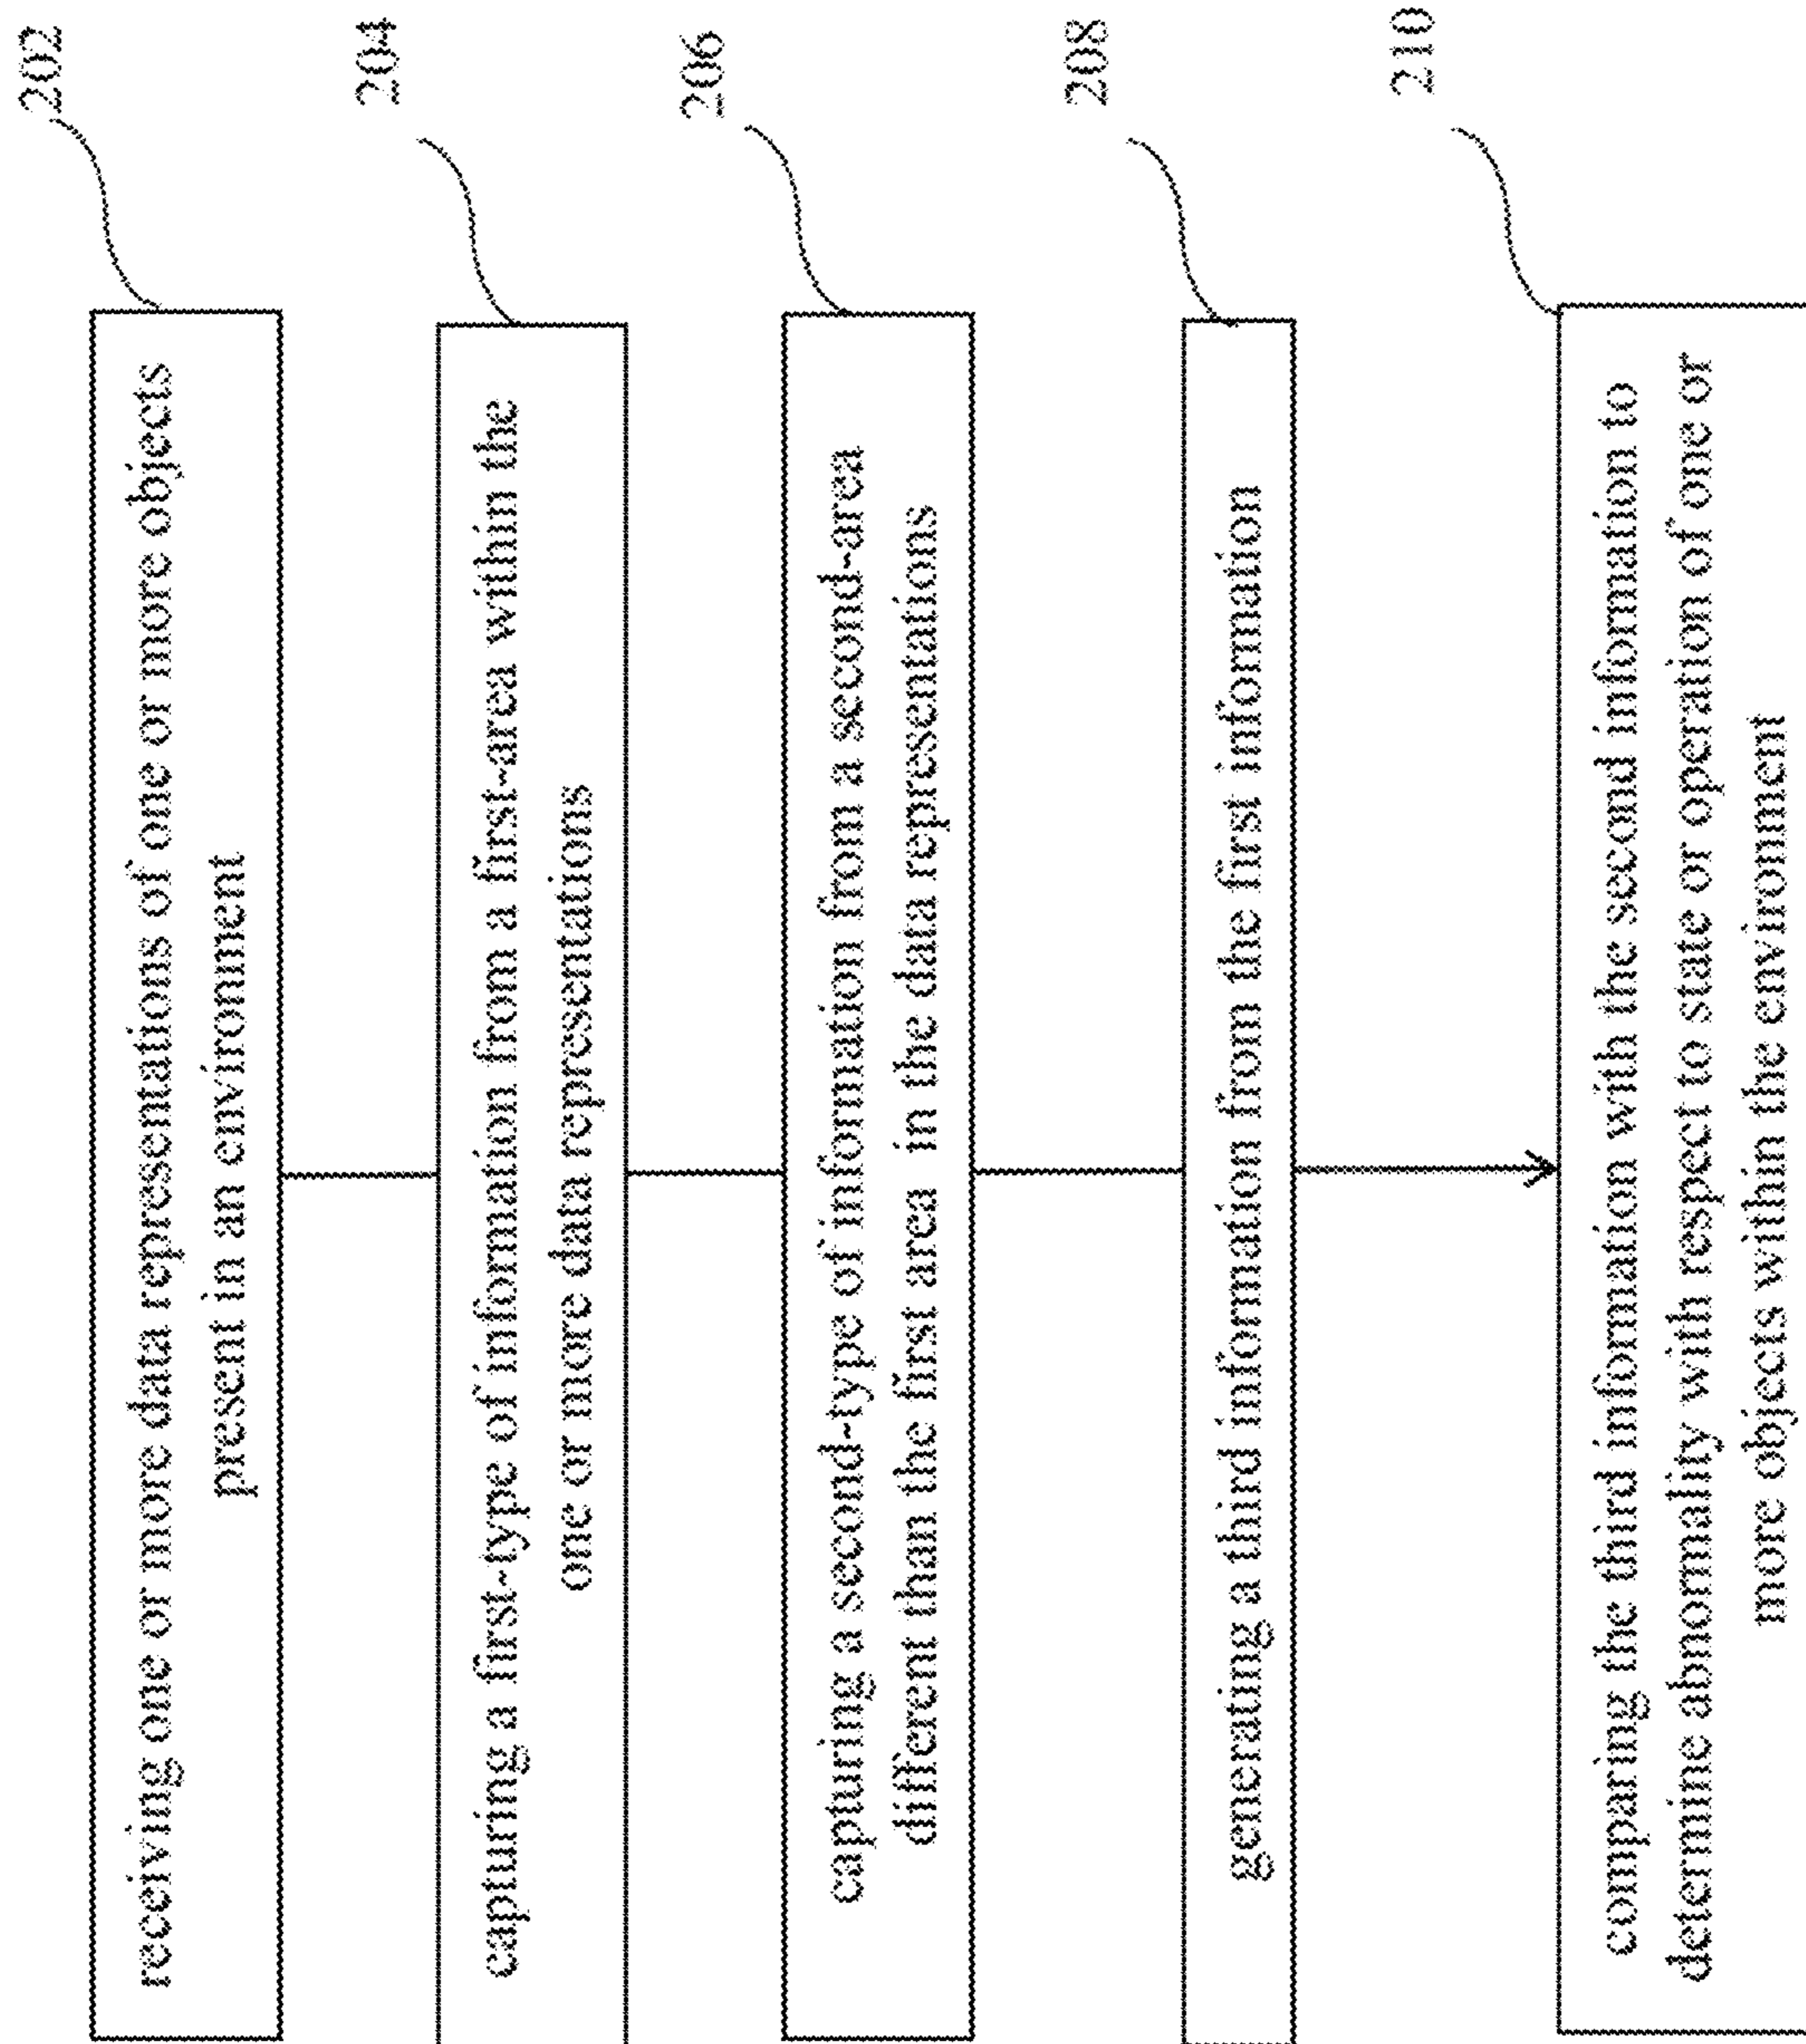 202
receiving one or more data representations of one or more objects
present in an environment
204
capturing a first-type of information from a first-area within the
one or more data representations
206
capturing a second-type of information from a second-area
different than the first area in the data representations
208
generating a third information from the first information
210
comparing the third information with the second information to
determine abnormality with respect to state or operation of one or
more objects within the environment